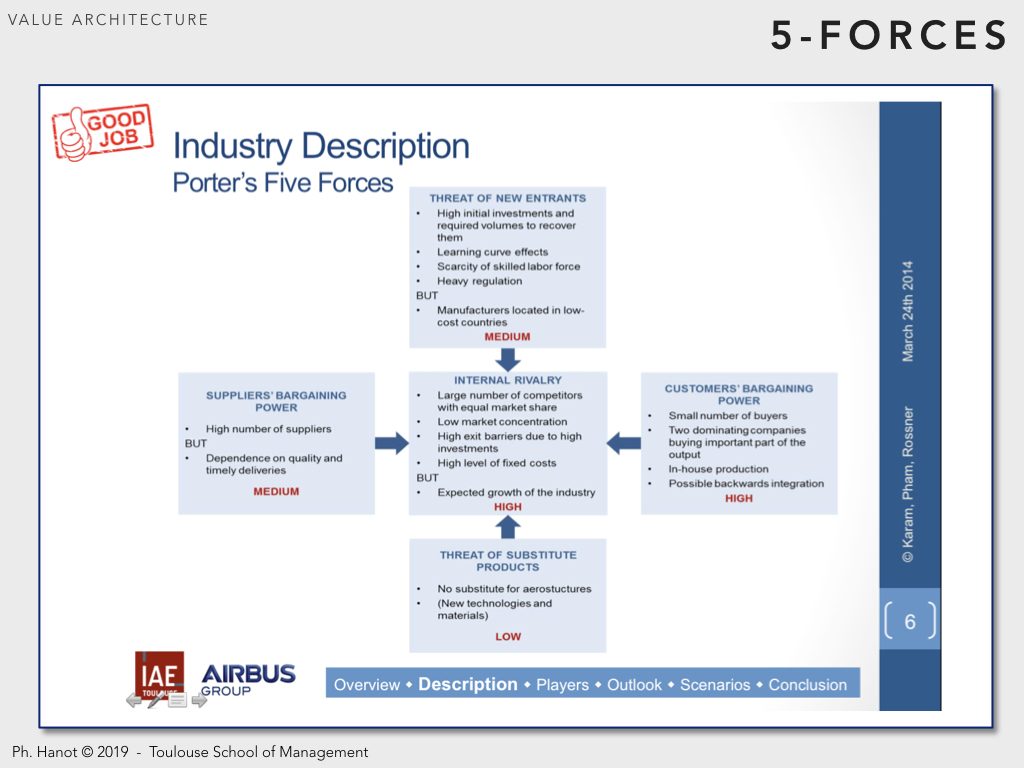 VALUE ARCHITECTURE
5-FORCES
GOOD
JOB
Industry Description
Porter's Five Forces
THREAT OF NEW ENTRANTS
• High initial investments and
required volumes to recover
them
• Learning curve effects
• Scarcity of skilled labor force
• Heavy regulation
BUT
• Manufacturers located in low-
cost countries
MEDIUM
SUPPLIERS' BARGAINING
POWER
• High number of suppliers
BUT
• Dependence on quality and
timely deliveries
MEDIUM
INTERNAL RIVALRY
• Large number of competitors
with equal market share
• Low market concentration
• High exit barriers due to high
investments
• High level of fixed costs
BUT
• Expected growth of the industry
HIGH
CUSTOMERS' BARGAINING
POWER
• Small number of buyers
• Two dominating companies
buying important part of the
output
• In-house production
• Possible backwards integration
HIGH
THREAT OF SUBSTITUTE
PRODUCTS
• No substitute for aerostuctures
• (New technologies and
materials)
LOW
© Karam, Pham, Rossner March 24th 2014
6
IAE
TOULOUSE
AIRBUS
GROUP
Overview • Description • Players • Outlook • Scenarios • Conclusion
Ph. Hanot © 2019 - Toulouse School of Management